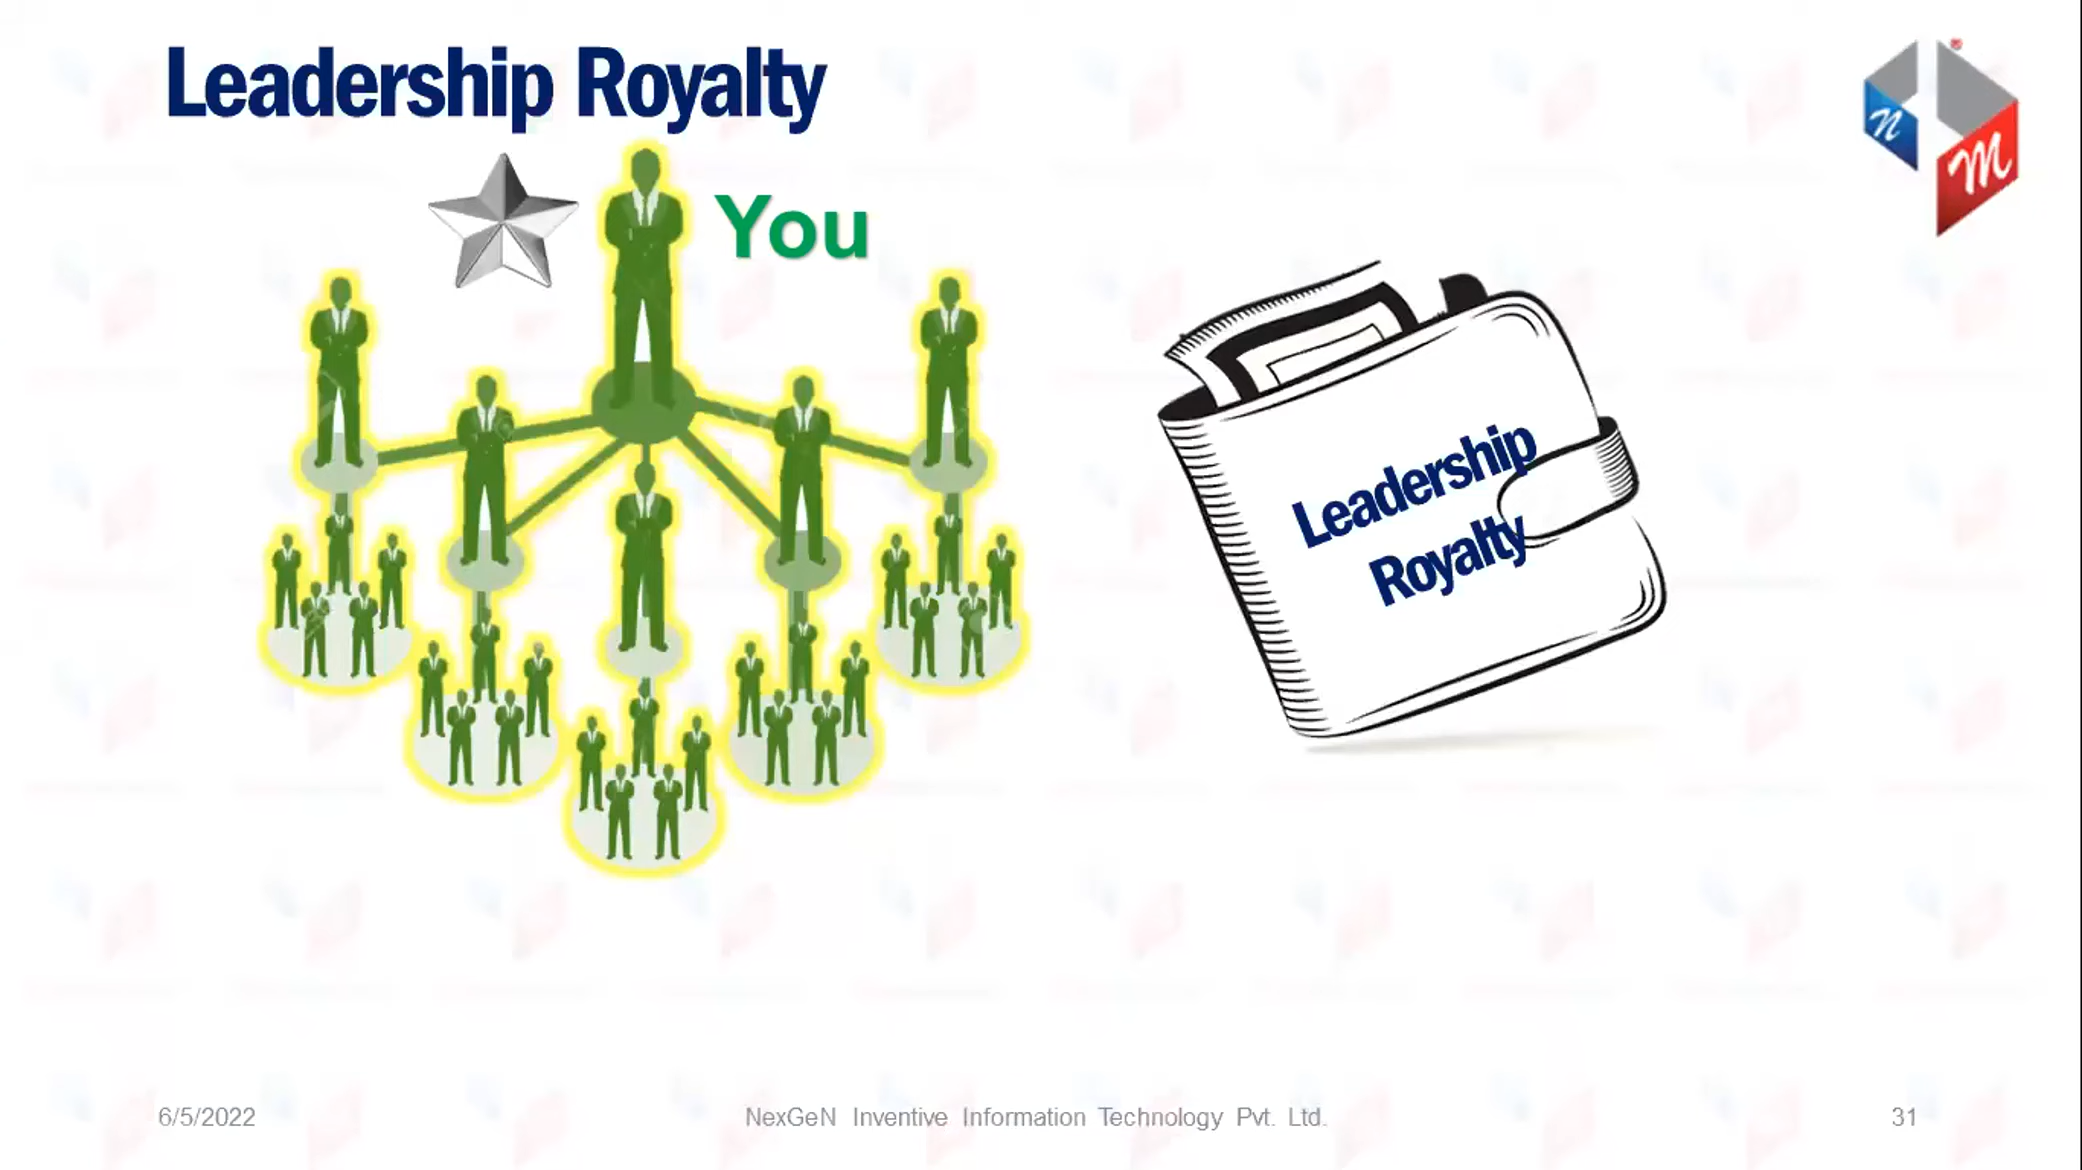 Leadership Royalty
You
n
m
Leadership
Royalty
6/5/2022
NexGeN Inventive Information Technology Pvt. Ltd.
31